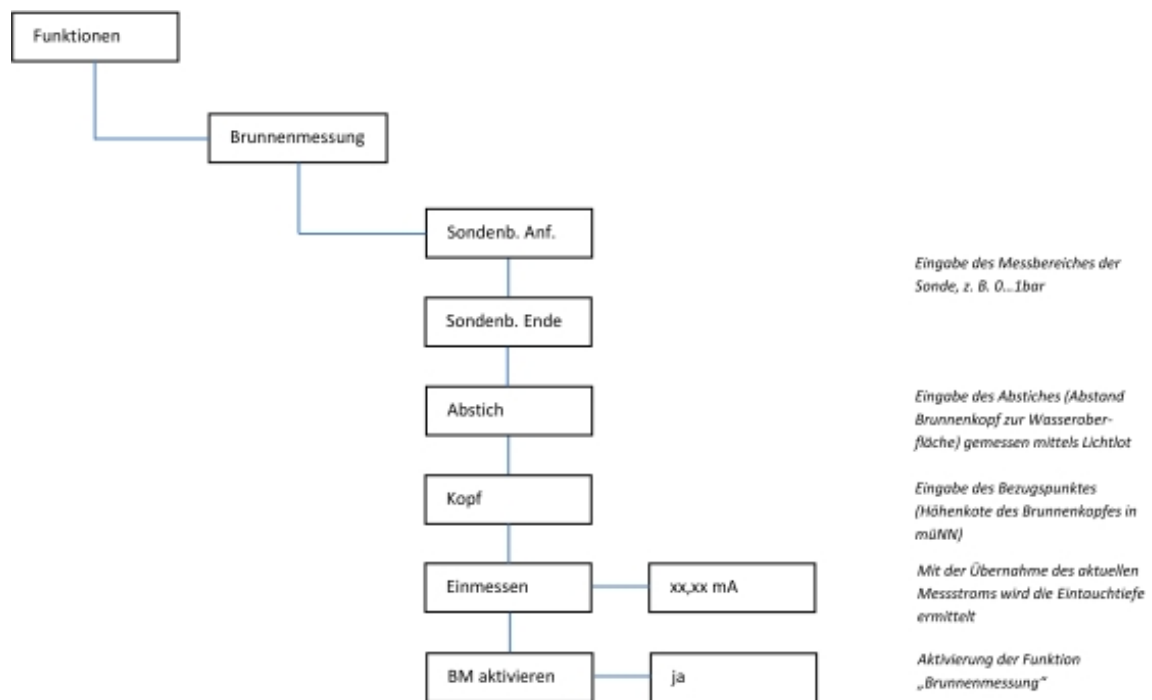 Funktionen
Brunnenmessung
Sondenb. Anf.
Eingabe des Messbereiches der
Sonde, z. B. 0...1bar
Sondenb. Ende
Abstich
Eingabe des Abstiches (Abstand
Brunnenkopf zur Wasserober-
fläche) gemessen mittels Lichtlot
Kopf
Eingabe des Bezugspunktes
(Höhenkote des Brunnenkopfes in
müNN)
Einmessen
xx,xx mA
Mit der Übernahme des aktuellen
Messstroms wird die Eintauchtiefe
ermittelt
BM aktivieren
ja
Aktivierung der Funktion
„Brunnenmessung“